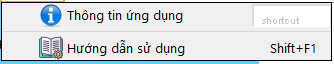 Thông tin ứng dụng shortcut
Hướng dẫn sử dụng Shift+F1